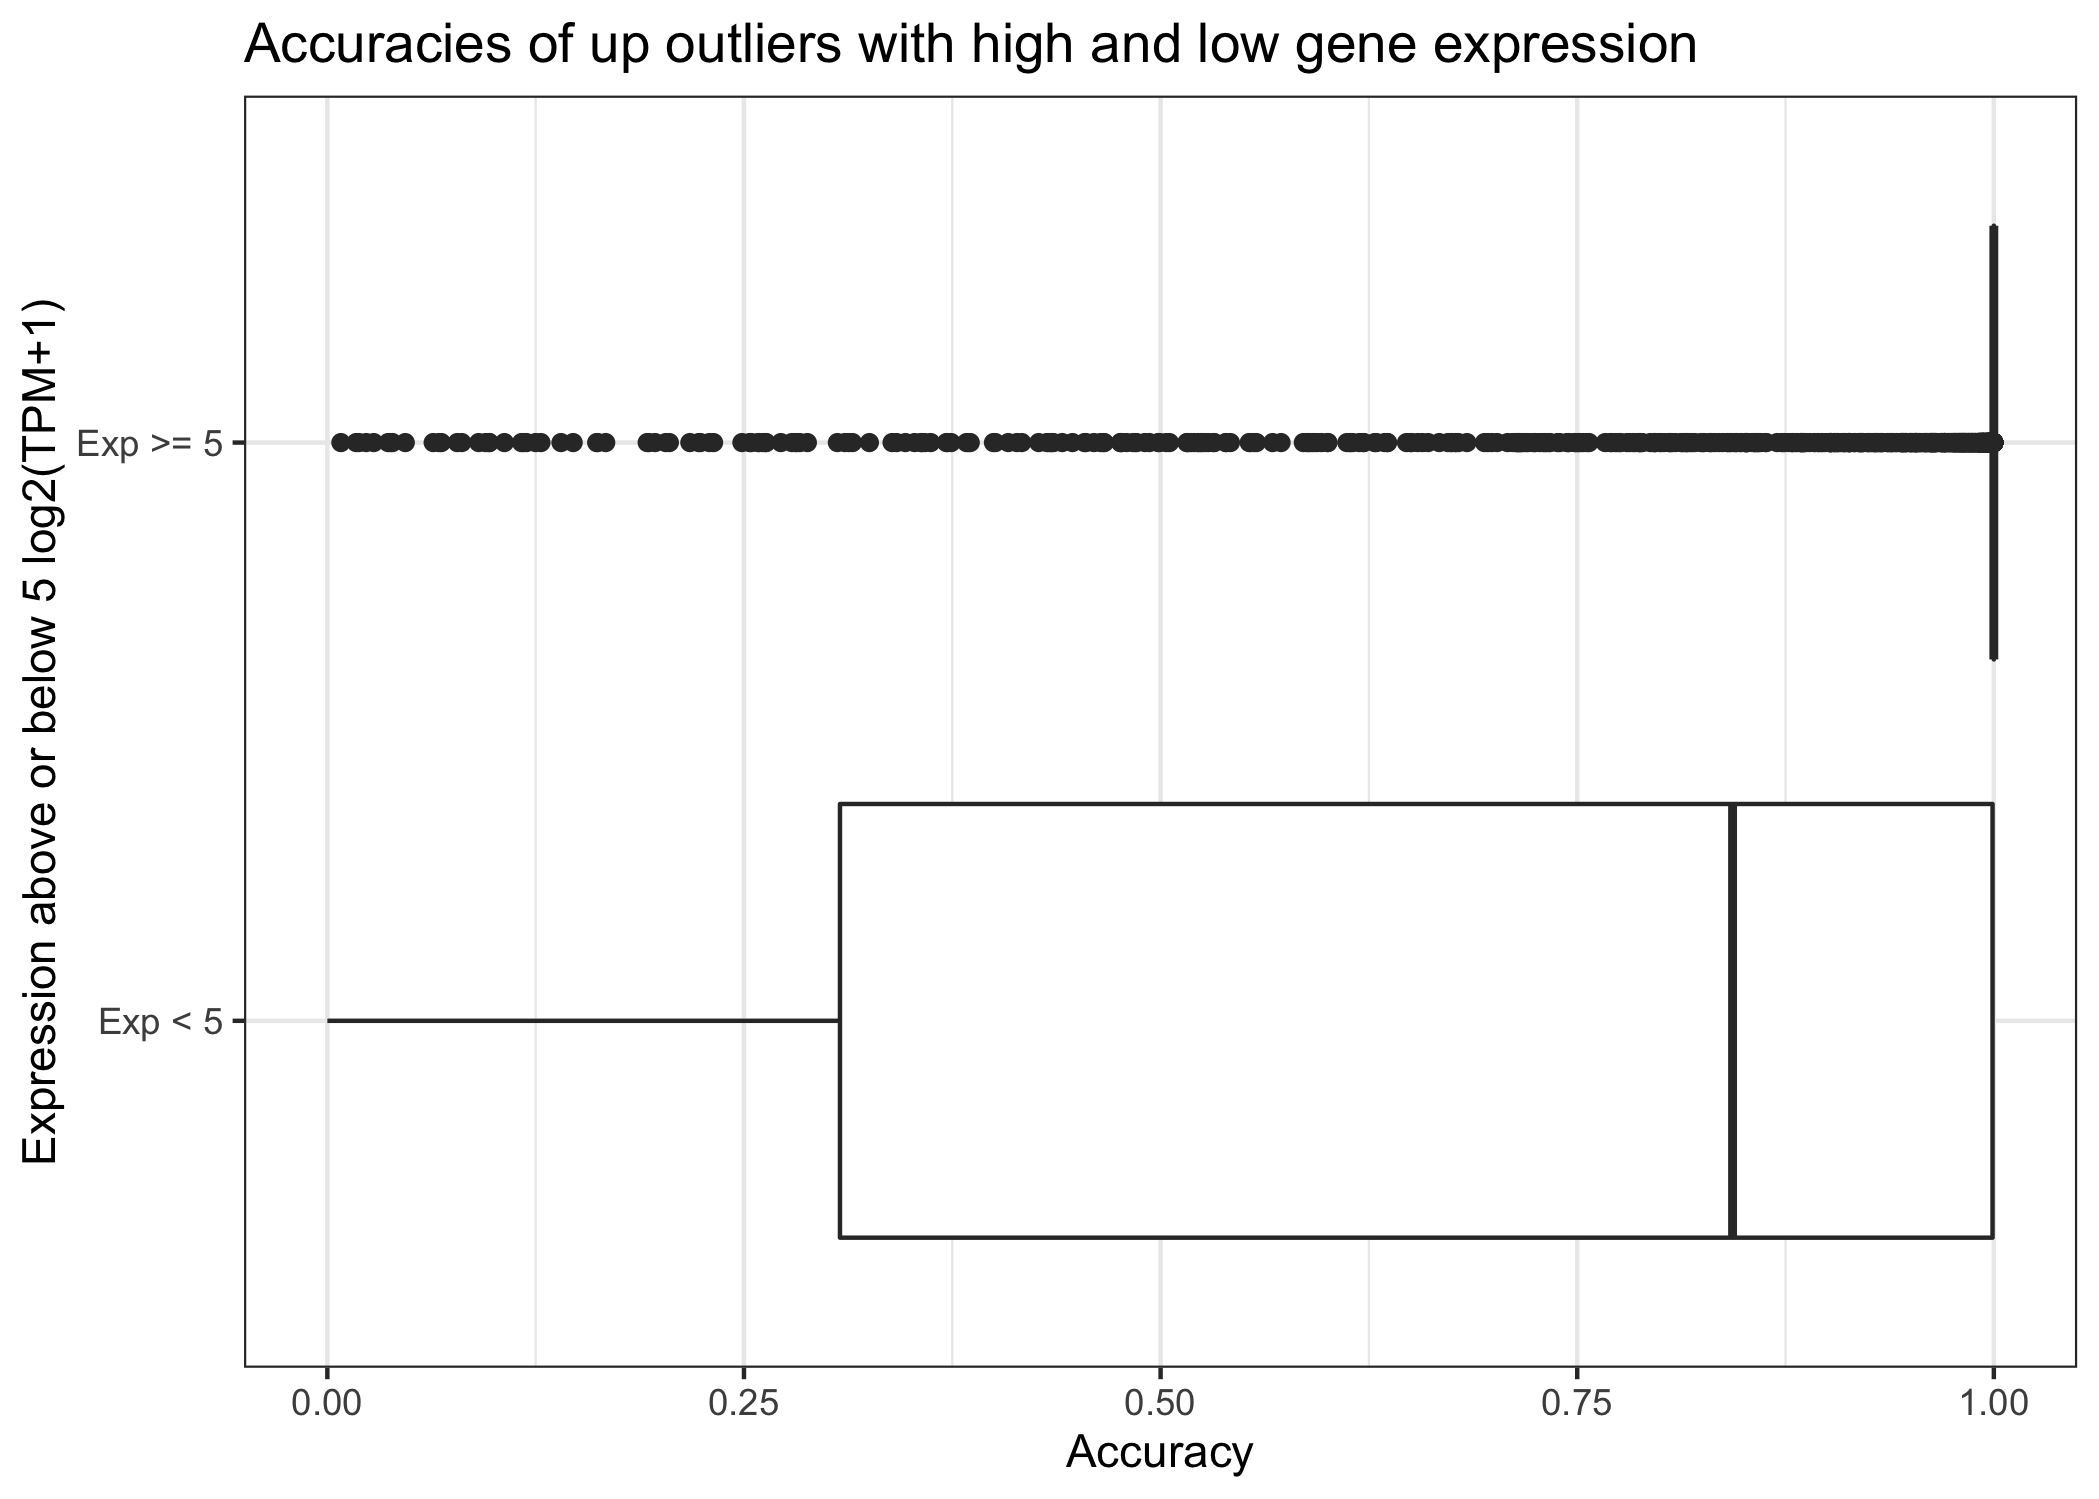 Accuracies of up outliers with high and low gene expression
Expression above or below 5 log2(TPM+1)
Exp >= 5
Exp < 5
0.00 0.25 0.50 0.75 1.00
Accuracy